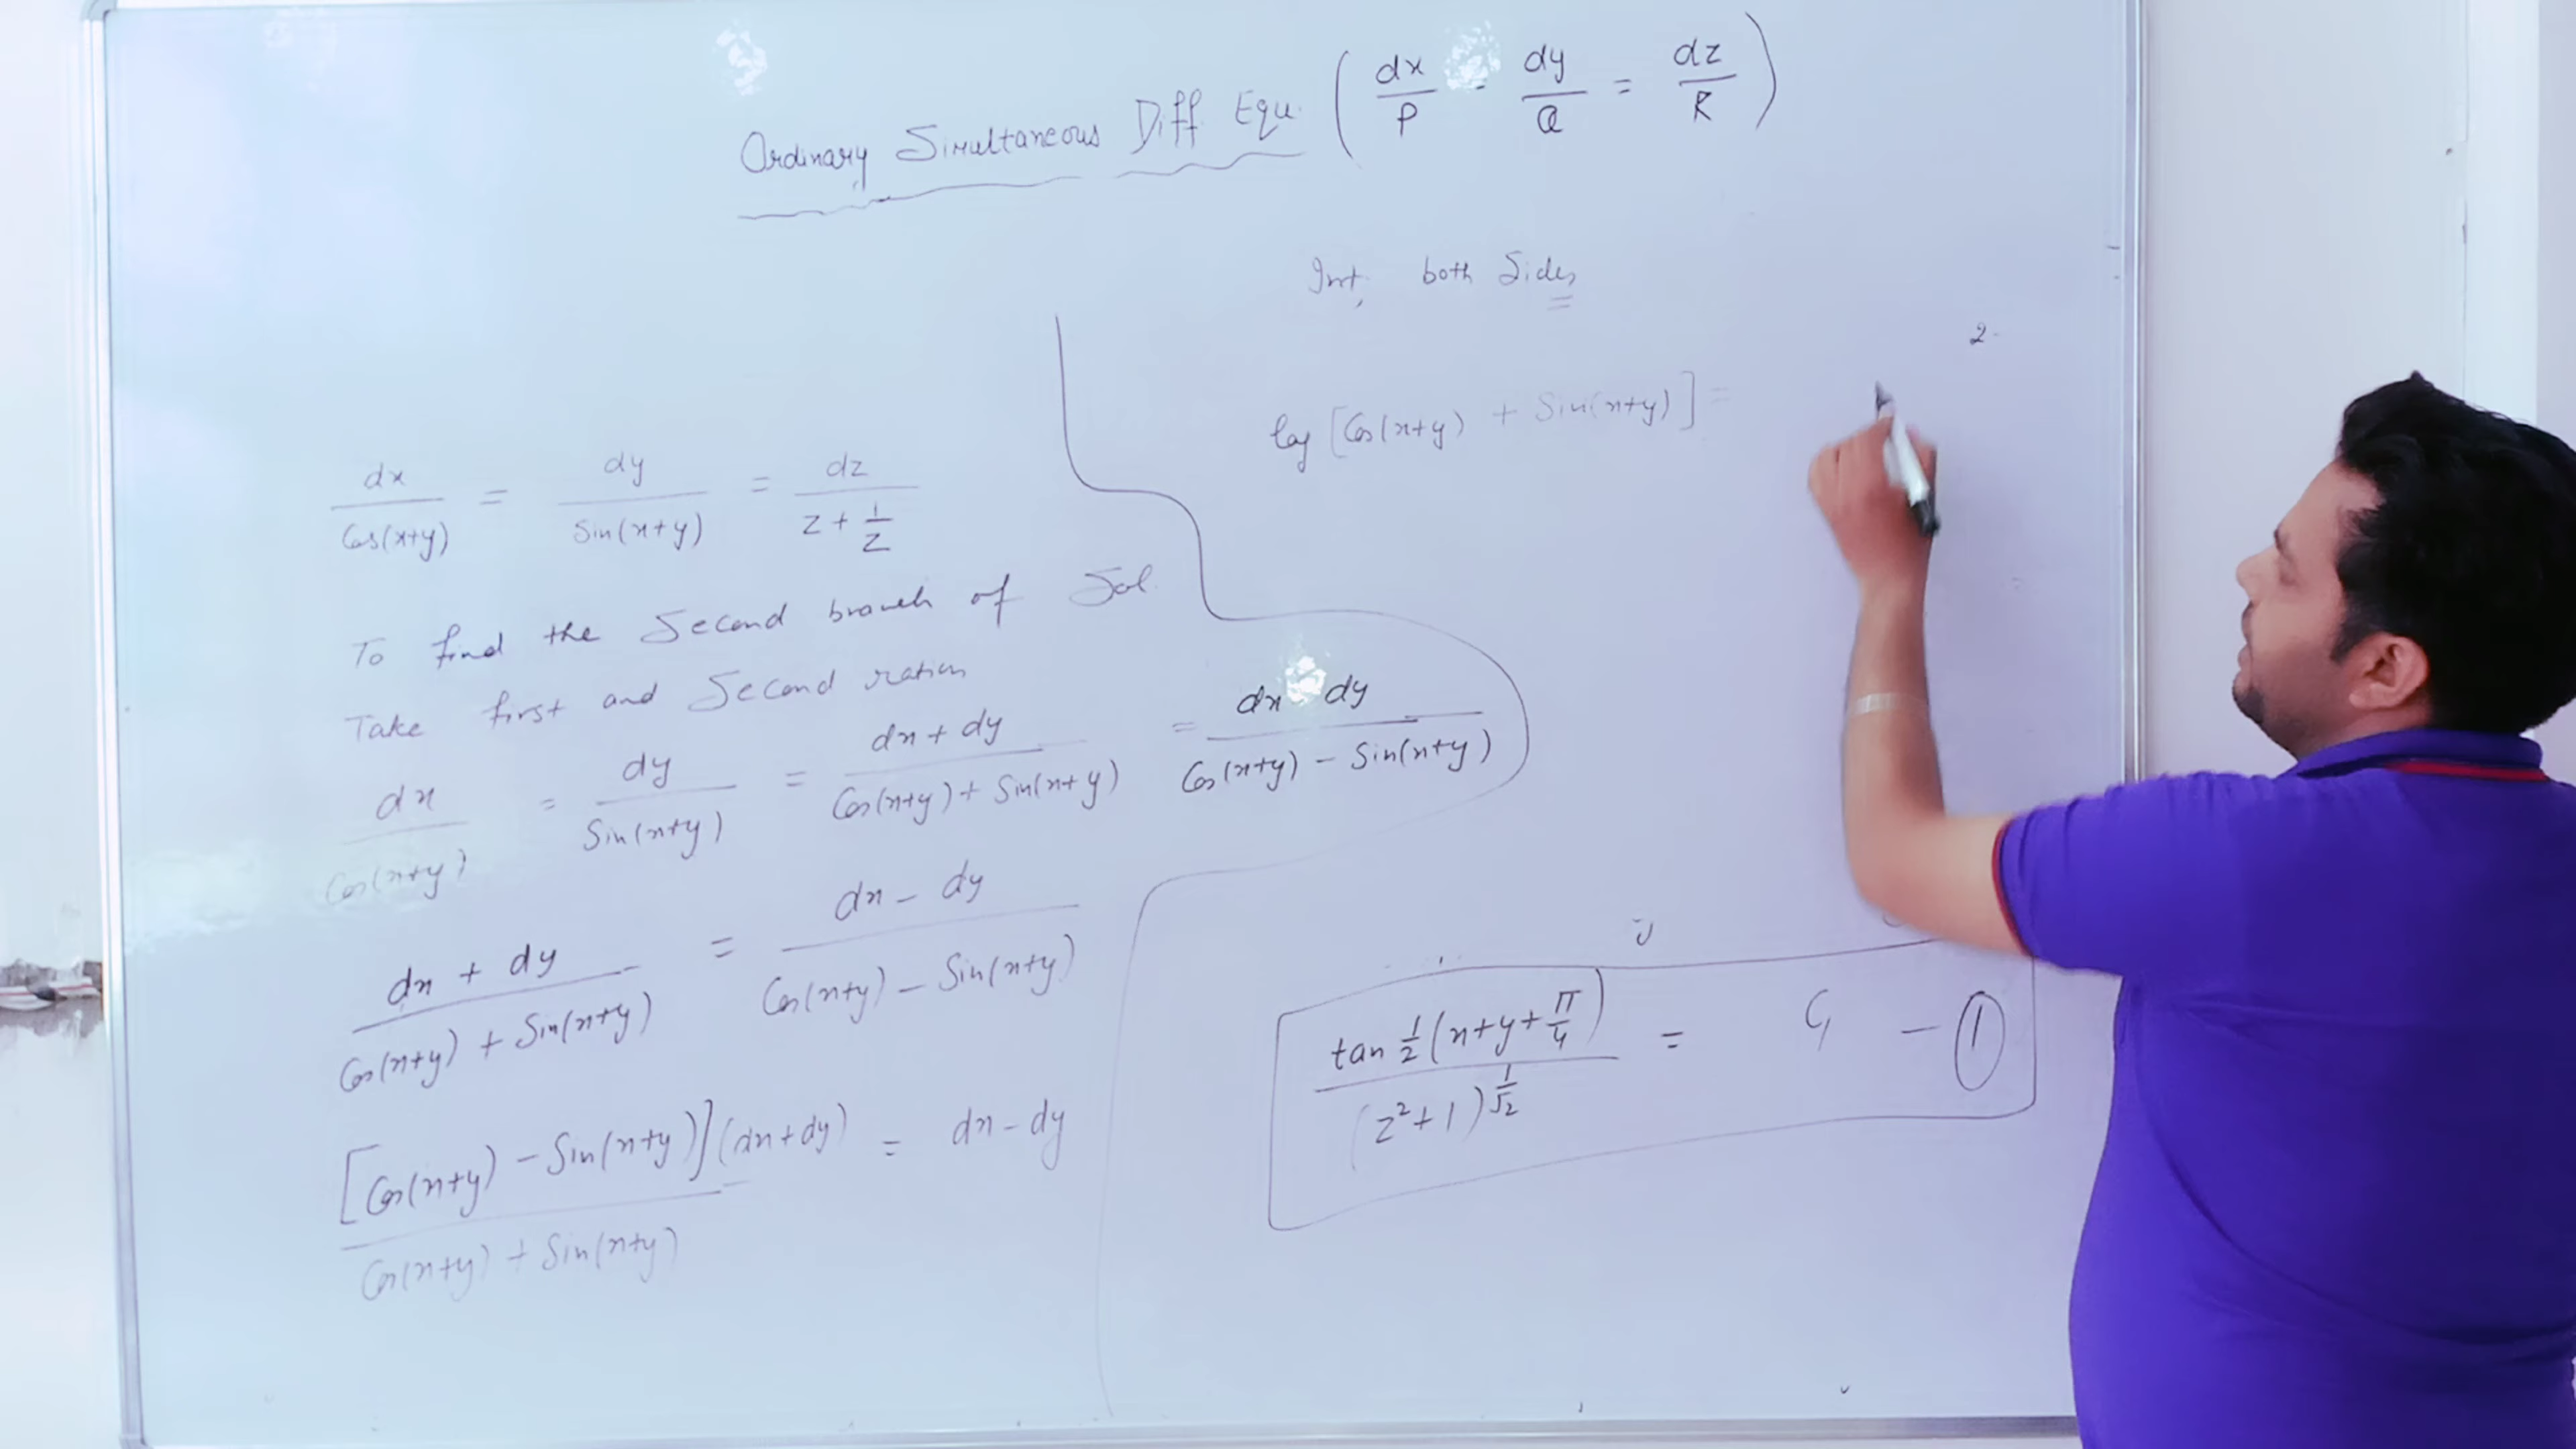 Ordinary Simultaneous Diff Equ. ( dx/P = dy/Q = dz/R )
dx/Cos(x+y) = dy/Sin(x+y) = dz/(z + 1/z)
To find the Second branch of Sol.
Take first and Second
dx/Cos(x+y) = dy/Sin(x+y) = (dx + dy)/(Cos(x+y) + Sin(x+y)) = (dx - dy)/(Cos(x+y) - Sin(x+y))
(dx + dy)/(Cos(x+y) + Sin(x+y)) = (dx - dy)/(Cos(x+y) - Sin(x+y))
[Cos(x+y) - Sin(x+y)](dx + dy)/(Cos(x+y) + Sin(x+y)) = dx - dy
Int, both Sides
2
log [Cos(x+y) + Sin(x+y)] =
tan 1/2 (x+y+π/4)/(z²+1)^(1/√2) = C₁ - ①